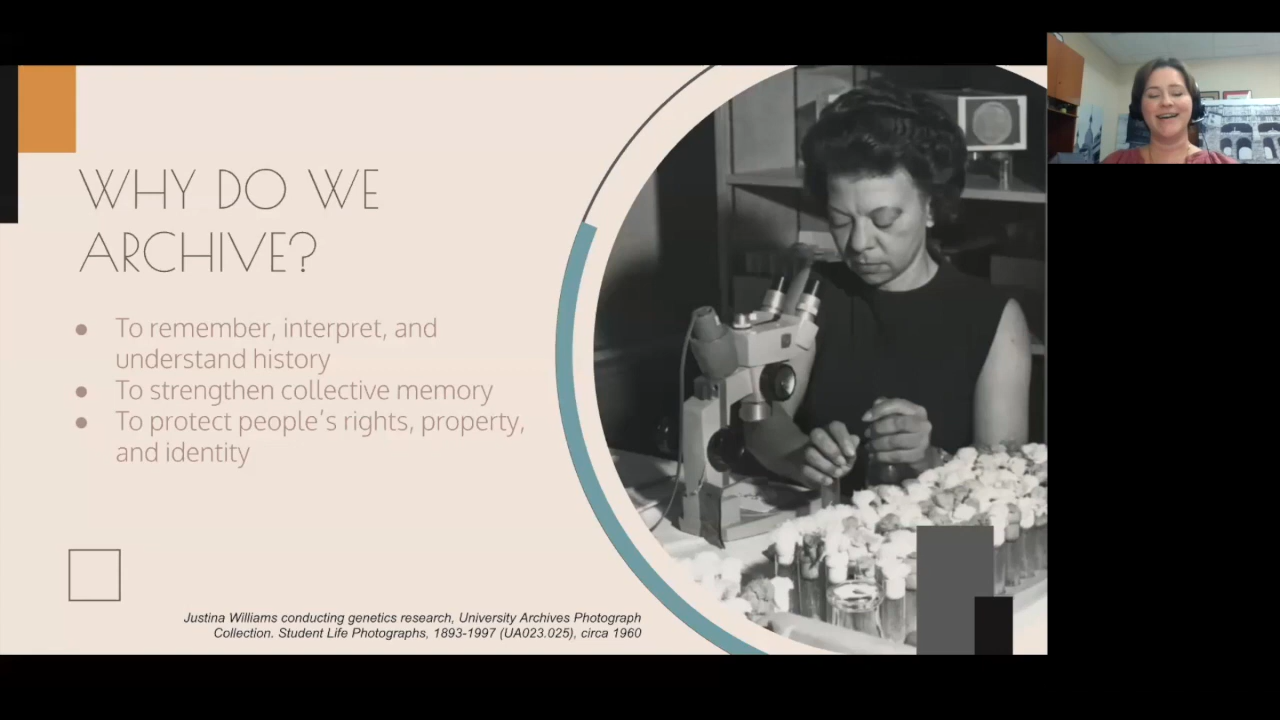 WHY DO WE
ARCHIVE?
● To remember, interpret, and
understand history
● To strengthen collective memory
● To protect people's rights, property,
and identity
Justina Williams conducting genetics research, University Archives Photograph
Collection. Student Life Photographs, 1893-1997 (UA023.025), circa 1960